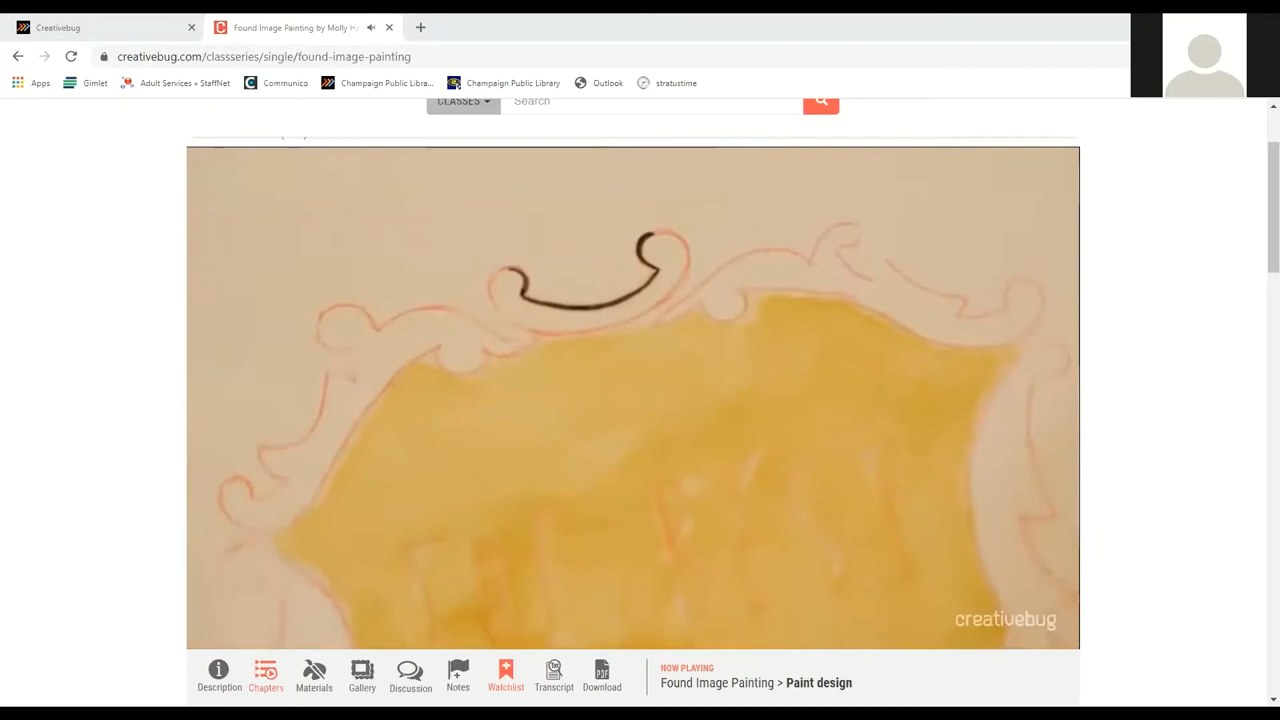 Creativebug
Found Image Painting by Molly H
creativebug.com/classseries/single/found-image-painting
Apps Gimlet Adult Services « StaffNet Communico Champaign Public Libra... Champaign Public Library Outlook stratustime
CLASSES Search
creativebug
Description Chapters Materials Gallery Discussion Notes Watchlist Transcript Download
NOW PLAYING
Found Image Painting > Paint design